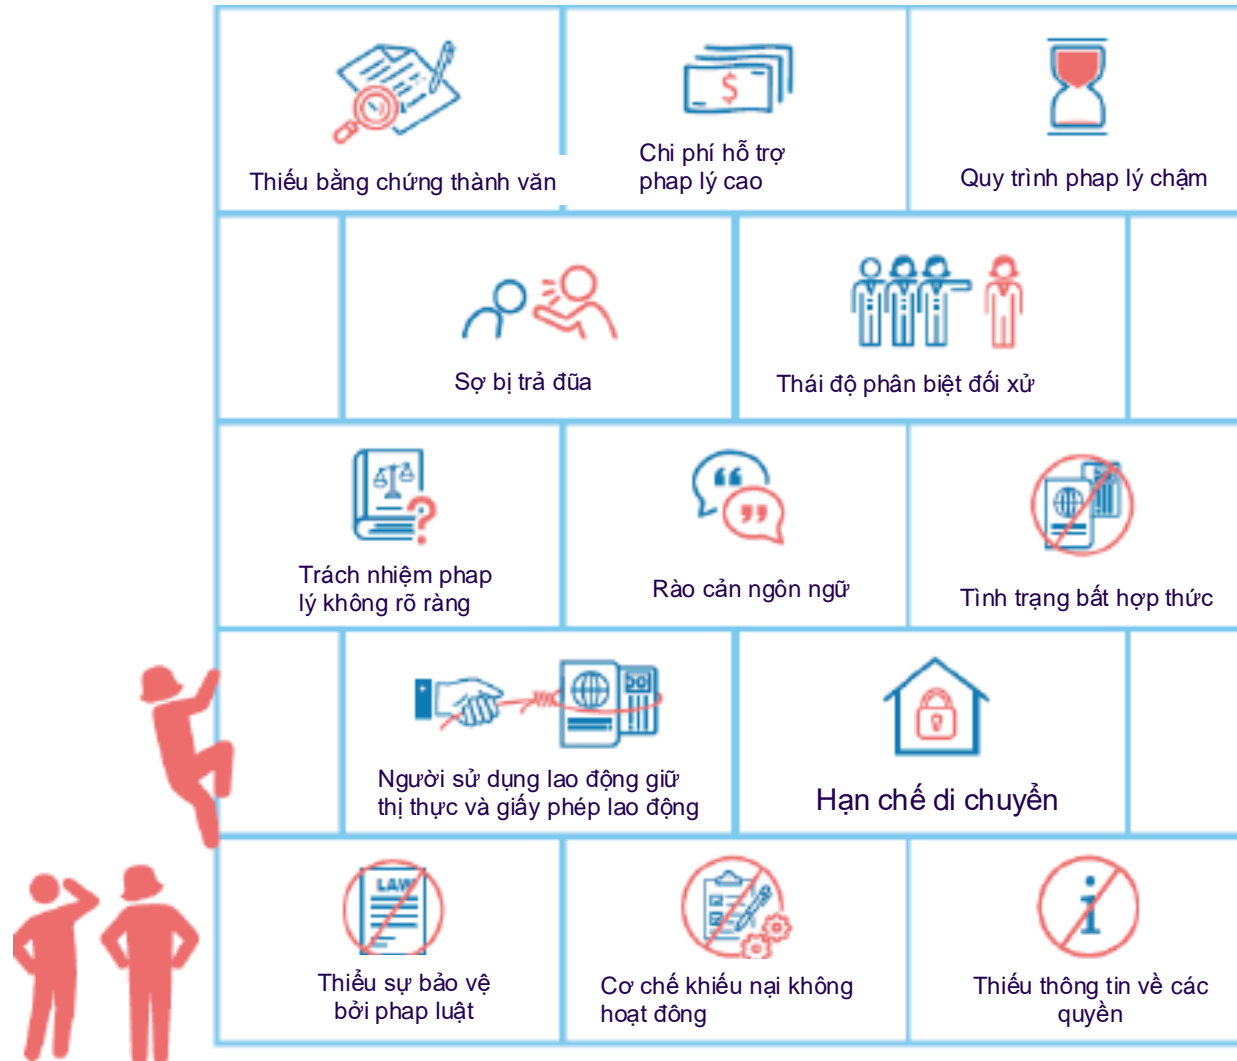 Thiếu bằng chứng thành văn
Chi phí hỗ trợ
phap lý cao
Quy trình phap lý chậm
Sợ bị trả đũa
Thái độ phân biệt đối xử
Trách nhiệm phap
lý không rõ ràng
Rào cản ngôn ngữ
Tình trạng bất hợp thức
Người sử dụng lao động giữ
thị thực và giấy phép lao động
Hạn chế di chuyển
LAW
Thiểu sự bảo vệ
bởi phap luật
Cơ chế khiếu nại không
hoạt đông
Thiếu thông tin về các
quyền